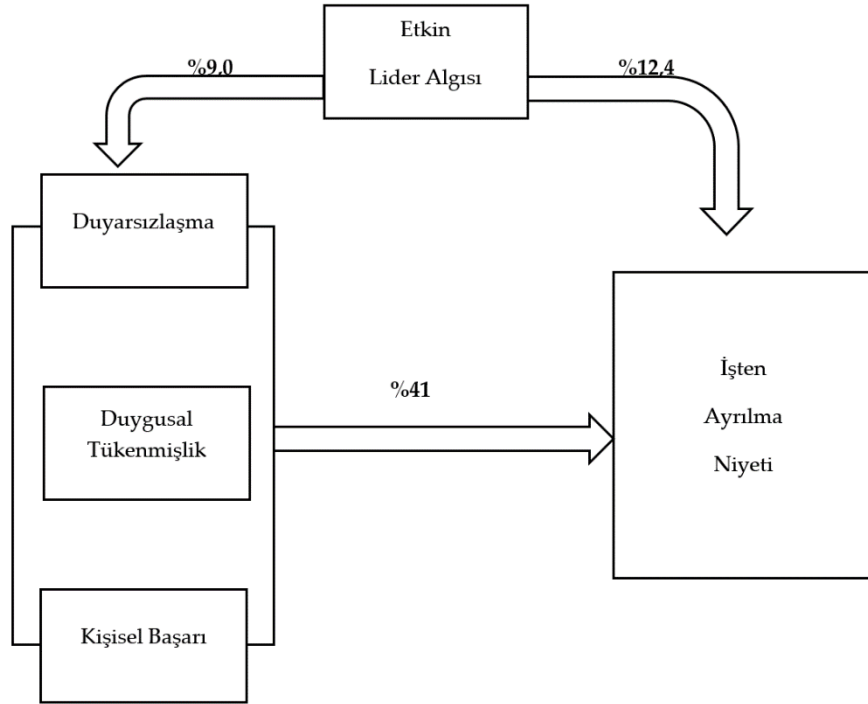 Etkin
Lider Algısı
%9,0
%12,4
Duyarsızlaşma
%41
İşten
Ayrılma
Niyeti
Duygusal
Tükenmişlik
Kişisel Başarı